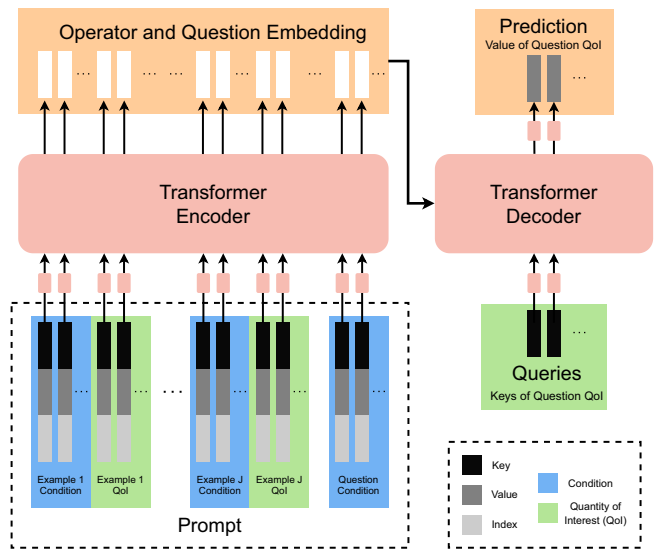 Operator and Question Embedding
... ... ... ... ... ... ...
Prediction
Value of Question QoI
...
Transformer
Encoder
Transformer
Decoder
... ... ... ... ... ...
Example 1
Condition
Example 1
QoI
Example J
Condition
Example J
QoI
Question
Condition
Prompt
...
Queries
Keys of Question QoI
Key
Value
Index
Condition
Quantity of
Interest (QoI)